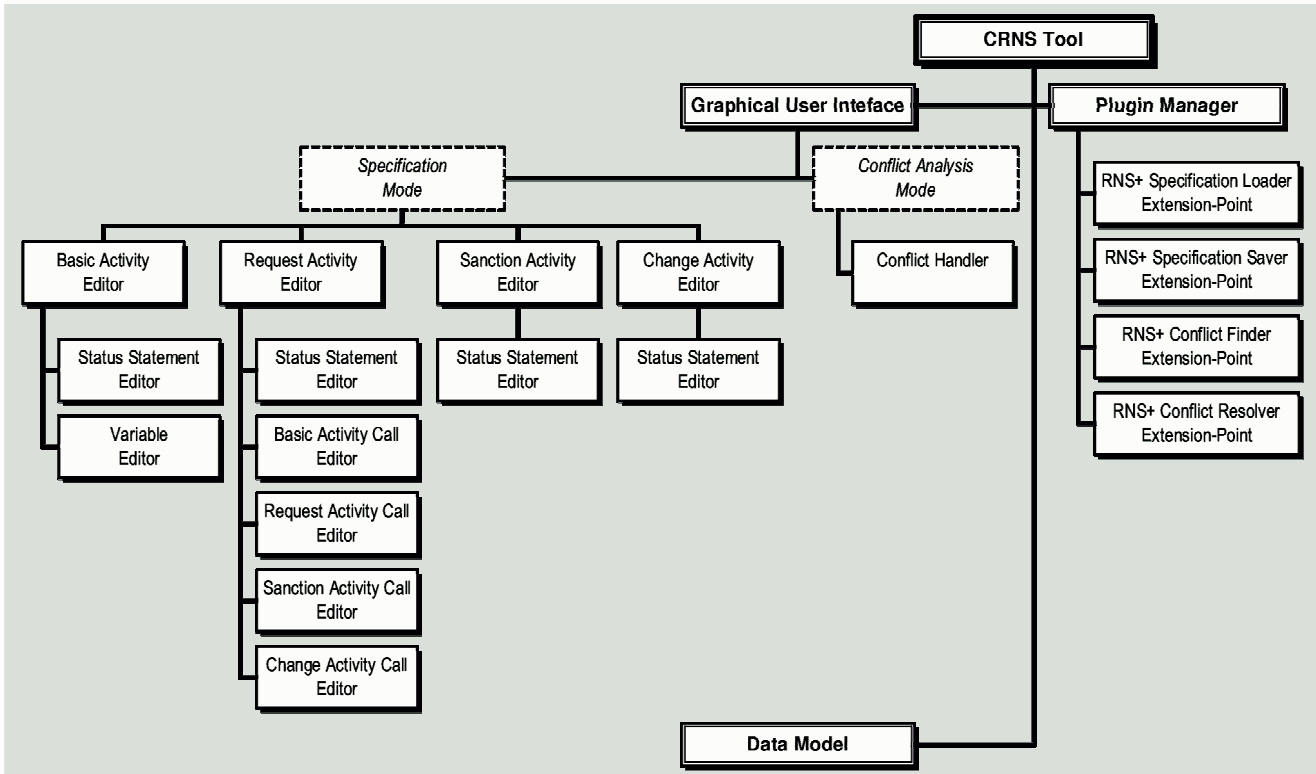 CRNS Tool
Graphical User Inteface
Plugin Manager
Specification
Mode
Conflict Analysis
Mode
RNS+ Specification Loader
Extension-Point
RNS+ Specification Saver
Extension-Point
RNS+ Conflict Finder
Extension-Point
RNS+ Conflict Resolver
Extension-Point
Basic Activity
Editor
Request Activity
Editor
Sanction Activity
Editor
Change Activity
Editor
Conflict Handler
Status Statement
Editor
Variable
Editor
Status Statement
Editor
Basic Activity Call
Editor
Request Activity Call
Editor
Sanction Activity Call
Editor
Change Activity Call
Editor
Status Statement
Editor
Status Statement
Editor
Data Model